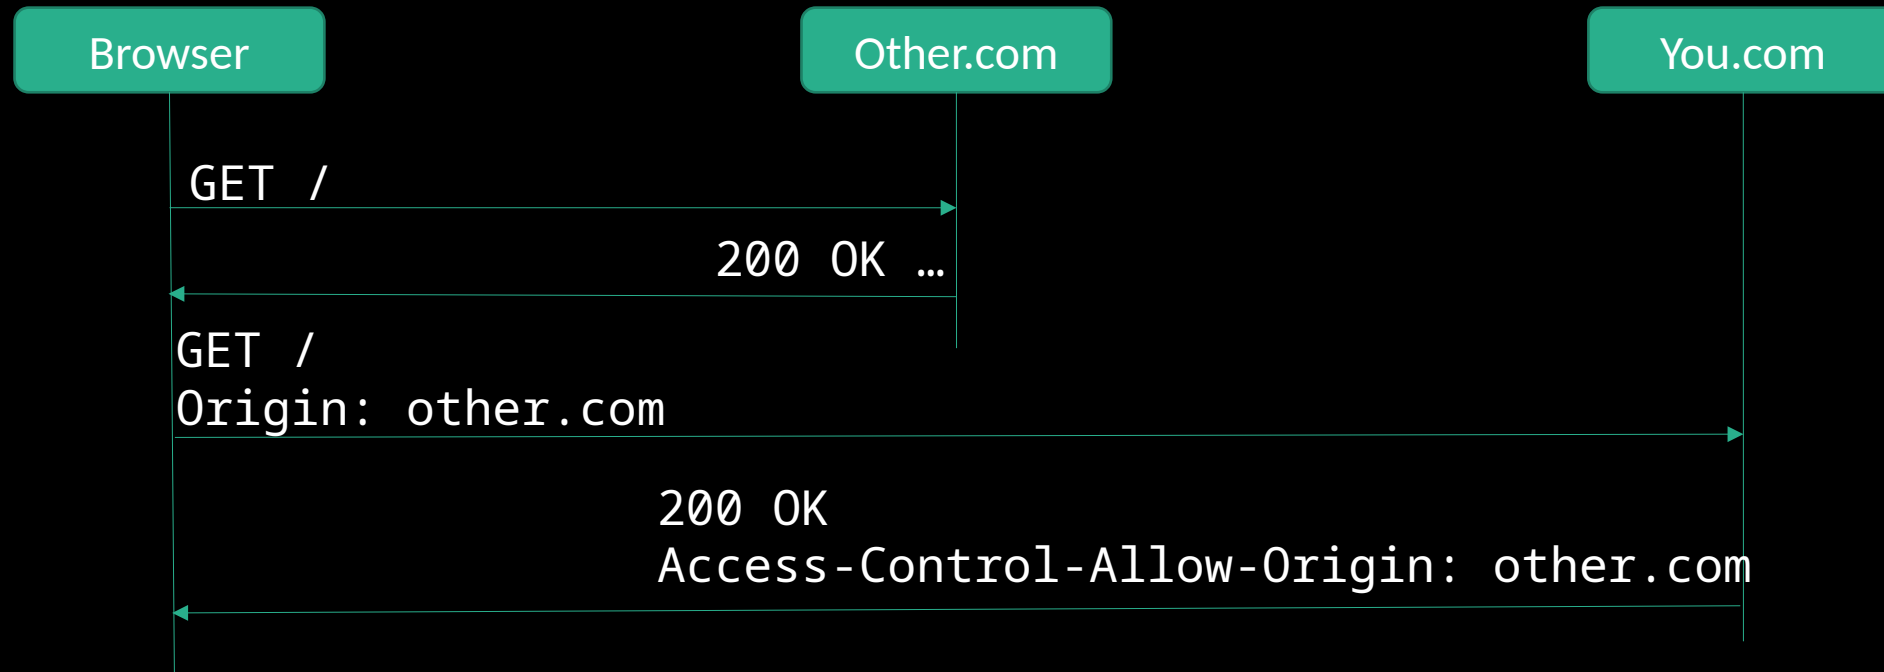 Browser
Other.com
You.com
GET /
200 OK …
GET /
Origin: other.com
200 OK
Access-Control-Allow-Origin: other.com